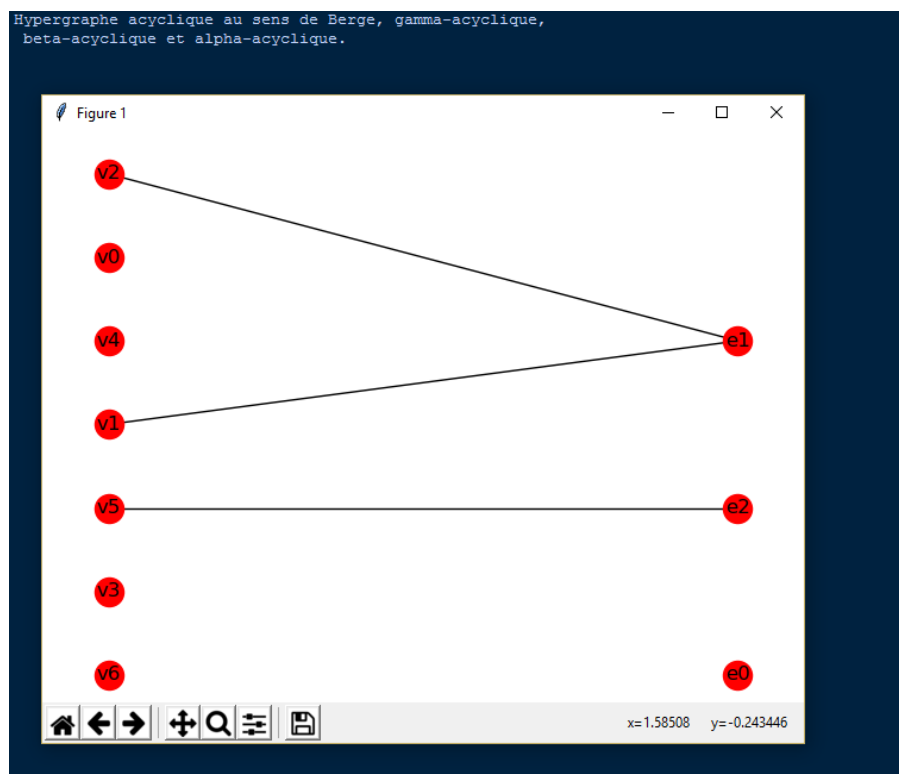 Hypergraphe acyclique au sens de Berge, gamma-acyclique,
beta-acyclique et alpha-acyclique.
Figure 1
v2
v0
v4
e1
v1
v5
e2
v3
v6
e0
x=1.58508 y=-0.243446